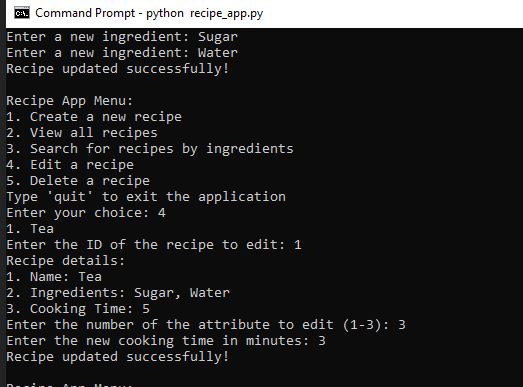 Command Prompt - python  recipe_app.py
Enter a new ingredient: Sugar
Enter a new ingredient: Water
Recipe updated successfully!
Recipe App Menu:
1. Create a new recipe
2. View all recipes
3. Search for recipes by ingredients
4. Edit a recipe
5. Delete a recipe
Type 'quit' to exit the application
Enter your choice: 4
1. Tea
Enter the ID of the recipe to edit: 1
Recipe details:
1. Name: Tea
2. Ingredients: Sugar, Water
3. Cooking Time: 5
Enter the number of the attribute to edit (1-3): 3
Enter the new cooking time in minutes: 3
Recipe updated successfully!
Recipe App Menu: